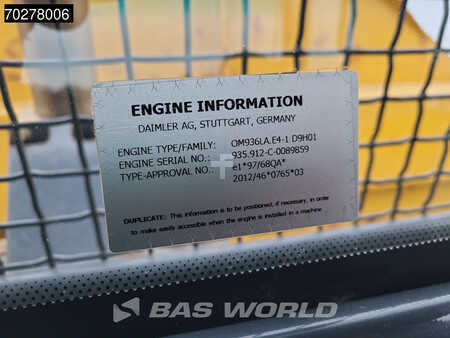 70278006
ENGINE INFORMATION
DAIMLER AG, STUTTGART, GERMANY
ENGINE TYPE/FAMILY: OM936LA.E4-1 D9H01
ENGINE SERIAL NO.: 935.912-C-0089859
TYPE-APPROVAL NO.: e1*97/68QA*
2012/46*0765*03
DUPLICATE: This information is to be provided, if necessary, in order
to make easily accessible when the engine is installed in a machine
BAS WORLD